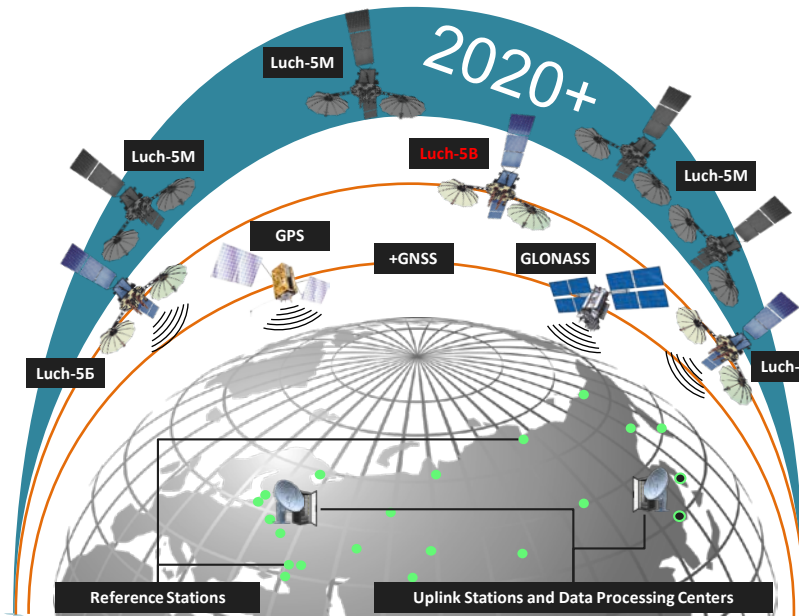 Luch-5M
2020+
Luch-5M
Luch-5B
Luch-5M
GPS
+GNSS
GLONASS
Luch-5Б
Luch-
Reference Stations
Uplink Stations and Data Processing Centers